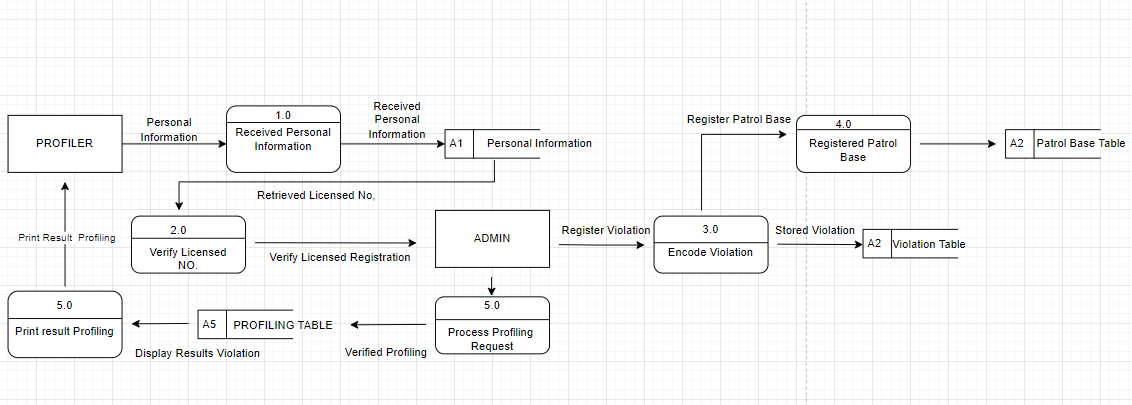 PROFILER
Personal
Information
1.0
Received Personal
Information
Received
Personal
Information
A1
Personal Information
Register Patrol Base
4.0
Registered Patrol
Base
A2
Patrol Base Table
Retrieved Licensed No,
Print Result Profiling
2.0
Verify Licensed
NO.
Verify Licensed Registration
ADMIN
Register Violation
3.0
Encode Violation
Stored Violation
A2
Violation Table
5.0
Print result Profiling
Display Results Violation
A5
PROFILING TABLE
Verified Profiling
5.0
Process Profiling
Request